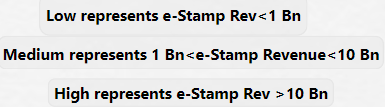 Low represents e-Stamp Rev<1 Bn
Medium represents 1 Bn<e-Stamp Revenue<10 Bn
High represents e-Stamp Rev >10 Bn